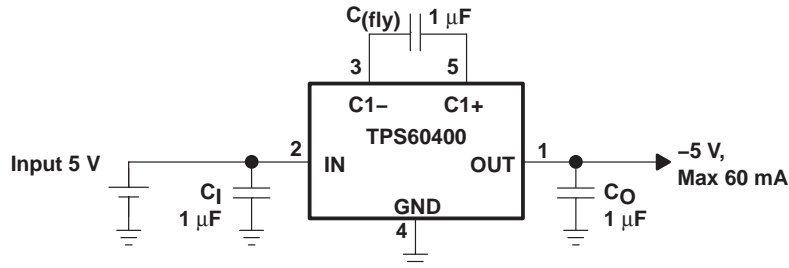 C(fly) 1 μF
3 5
C1− C1+
TPS60400
Input 5 V 2 IN OUT 1 −5 V,
Max 60 mA
CI
1 μF
GND
4
CO
1 μF